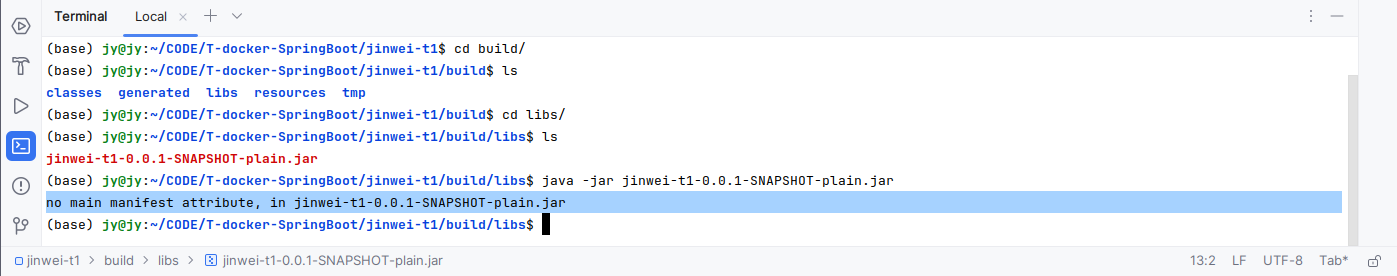 Terminal Local
(base) jy@jy:~/CODE/T-docker-SpringBoot/jinwei-t1$ cd build/
(base) jy@jy:~/CODE/T-docker-SpringBoot/jinwei-t1/build$ ls
classes generated libs resources tmp
(base) jy@jy:~/CODE/T-docker-SpringBoot/jinwei-t1/build$ cd libs/
(base) jy@jy:~/CODE/T-docker-SpringBoot/jinwei-t1/build/libs$ ls
jinwei-t1-0.0.1-SNAPSHOT-plain.jar
(base) jy@jy:~/CODE/T-docker-SpringBoot/jinwei-t1/build/libs$ java -jar jinwei-t1-0.0.1-SNAPSHOT-plain.jar
no main manifest attribute, in jinwei-t1-0.0.1-SNAPSHOT-plain.jar
(base) jy@jy:~/CODE/T-docker-SpringBoot/jinwei-t1/build/libs$
jinwei-t1 > build > libs > jinwei-t1-0.0.1-SNAPSHOT-plain.jar 13:2 LF UTF-8 Tab*